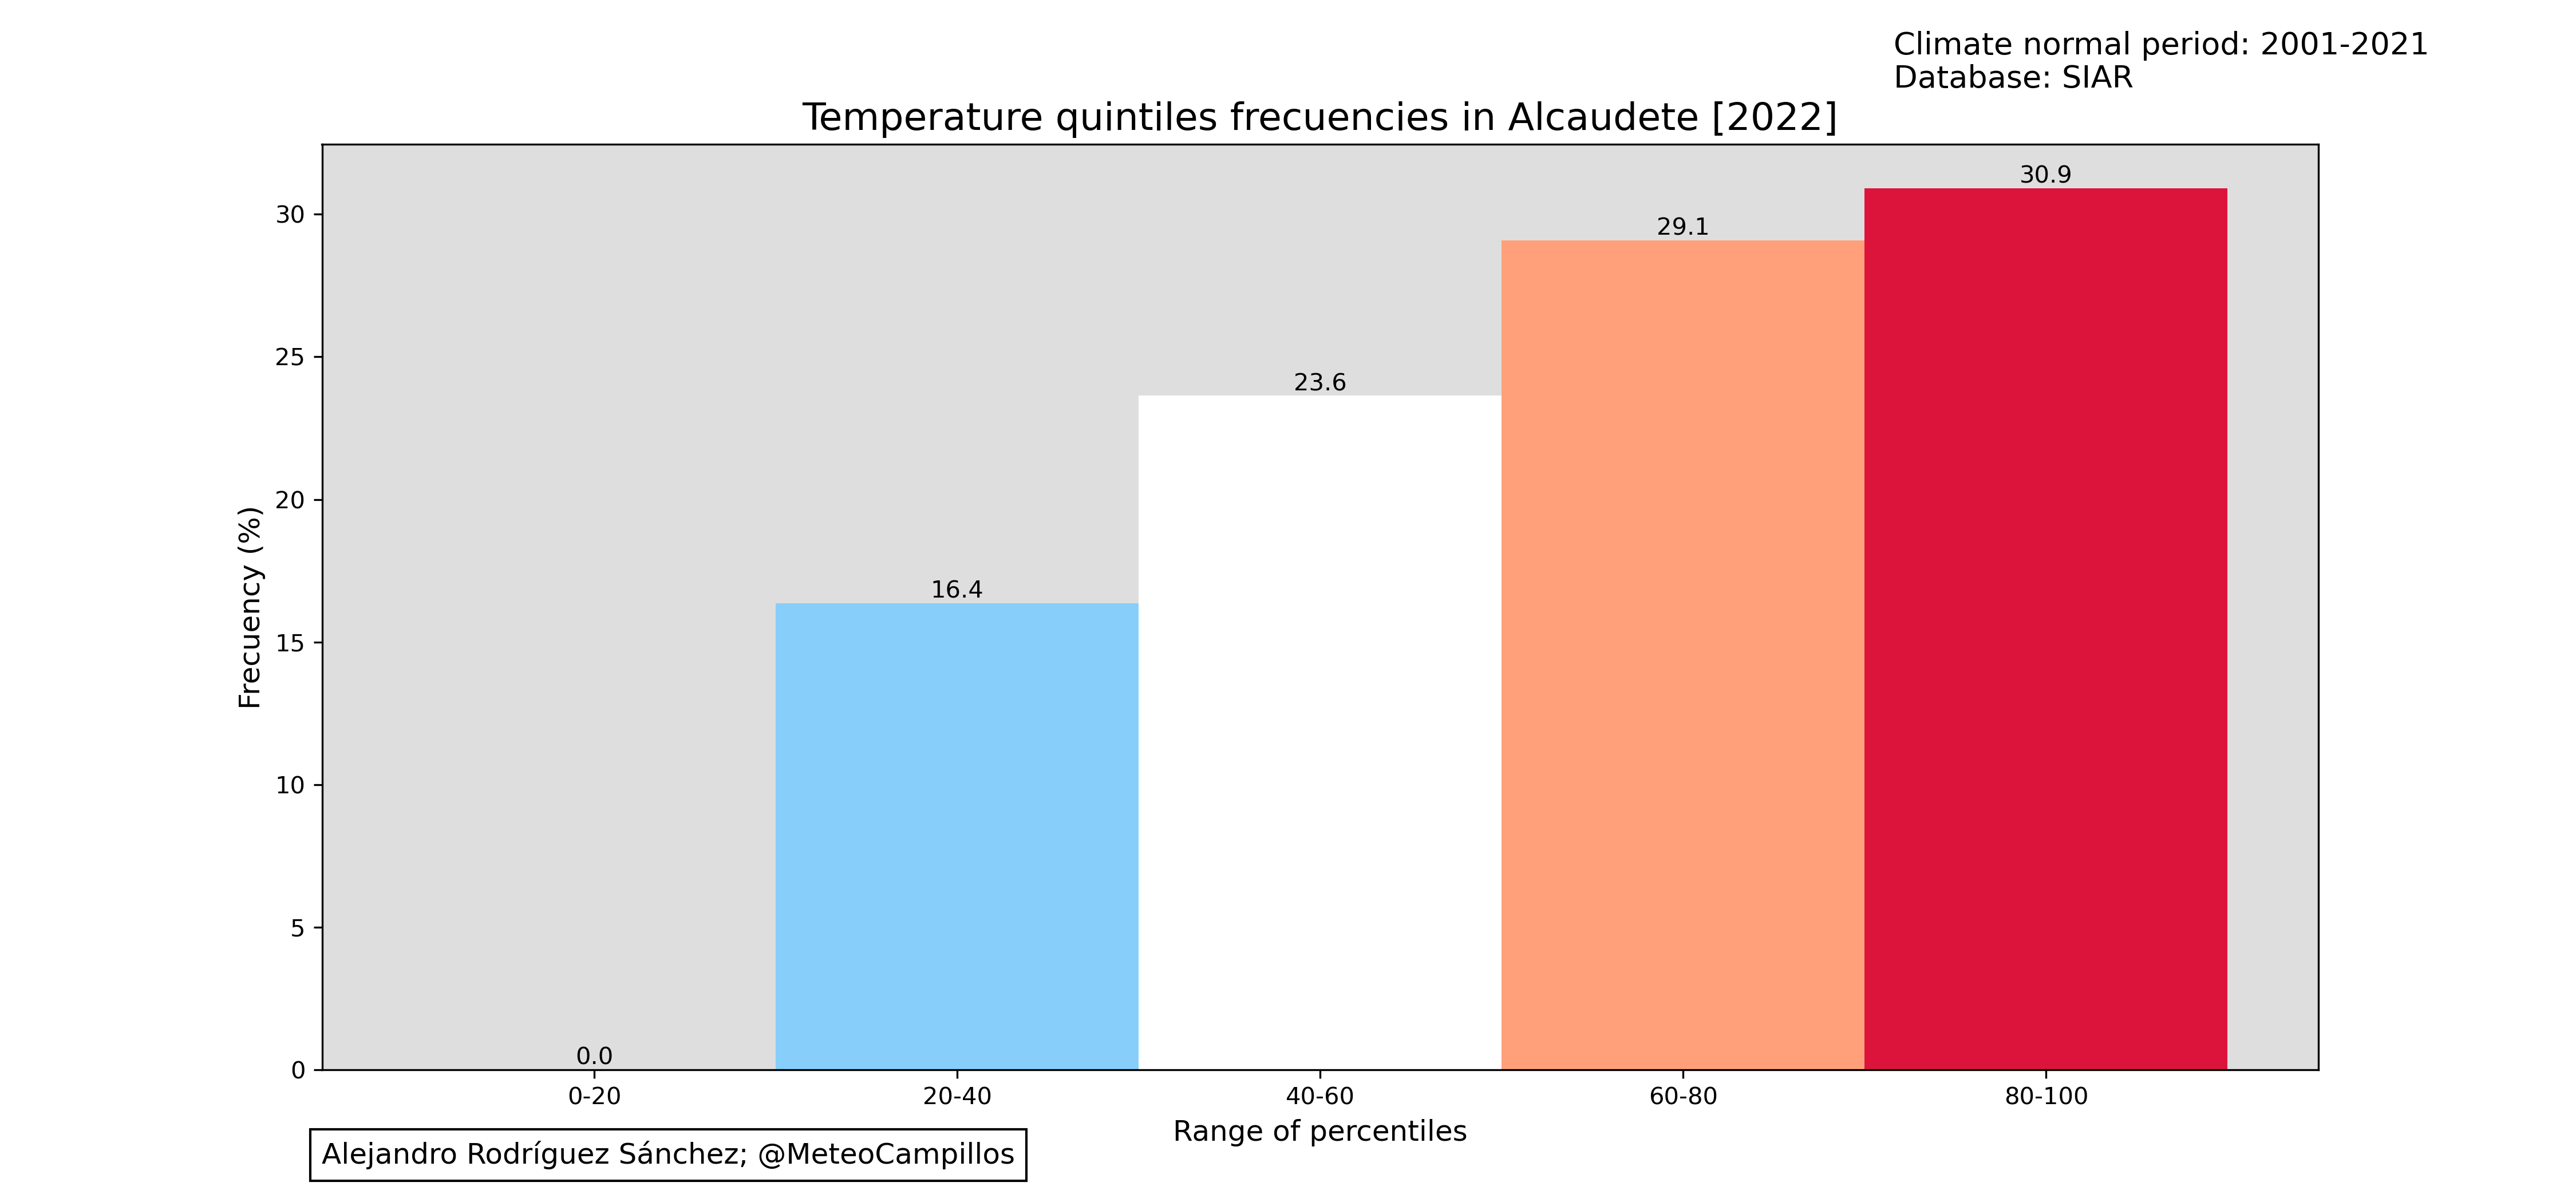 Climate normal period: 2001-2021
Database: SIAR
Temperature quintiles frecuencies in Alcaudete [2022]
30.9
30
29.1
25
23.6
20
Frecuency (%)
16.4
15
10
5
0.0
0
0-20 20-40 40-60 60-80 80-100
Range of percentiles
Alejandro Rodríguez Sánchez; @MeteoCampillos